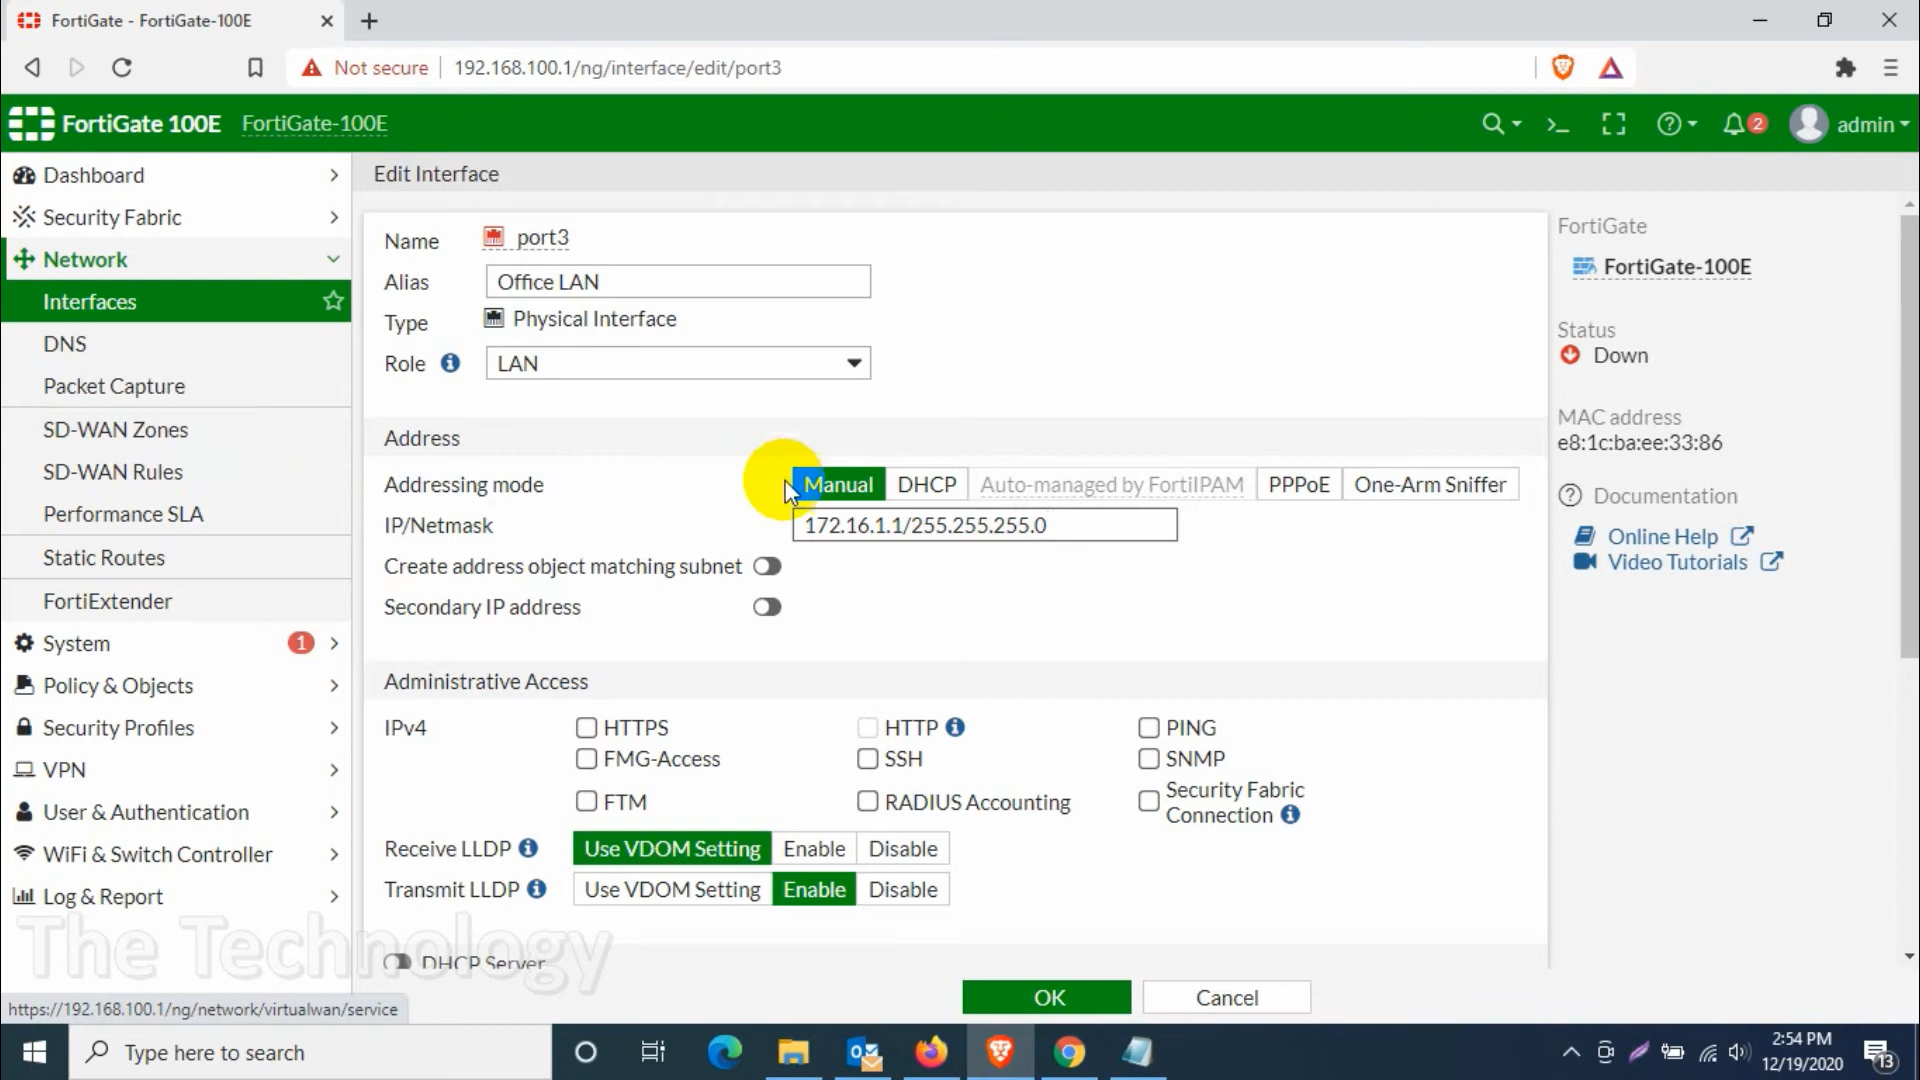 FortiGate - FortiGate-100E
Not secure
192.168.100.1/ng/interface/edit/port3
FortiGate 100E
FortiGate-100E
2
admin
Dashboard
Security Fabric
Network
Interfaces
DNS
Packet Capture
SD-WAN Zones
SD-WAN Rules
Performance SLA
Static Routes
FortiExtender
System
1
Policy & Objects
Security Profiles
VPN
User & Authentication
WiFi & Switch Controller
Log & Report
Edit Interface
Name
port3
Alias
Office LAN
Type
Physical Interface
Role
LAN
Address
Addressing mode
Manual
DHCP
Auto-managed by FortiIPAM
PPPoE
One-Arm Sniffer
IP/Netmask
172.16.1.1/255.255.255.0
Create address object matching subnet
Secondary IP address
Administrative Access
IPv4
HTTPS
HTTP
PING
FMG-Access
SSH
SNMP
FTM
RADIUS Accounting
Security Fabric
Connection
Receive LLDP
Use VDOM Setting
Enable
Disable
Transmit LLDP
Use VDOM Setting
Enable
Disable
DHCP Server
OK
Cancel
FortiGate
FortiGate-100E
Status
Down
MAC address
e8:1c:ba:ee:33:86
Documentation
Online Help
Video Tutorials
The Technology
https://192.168.100.1/ng/network/virtualwan/service
Type here to search
2:54 PM
12/19/2020
13